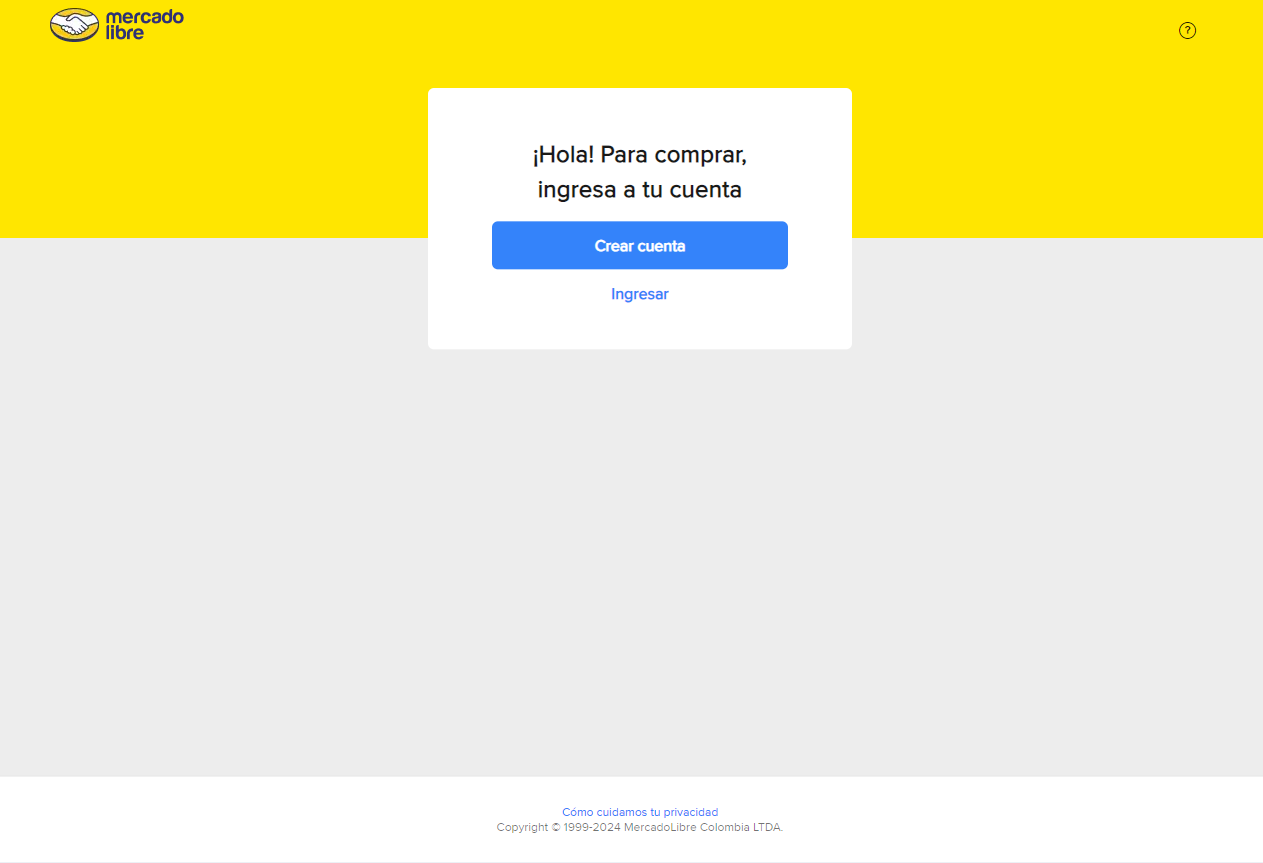 mercado
libre
?
¡Hola! Para comprar,
ingresa a tu cuenta
Crear cuenta
Ingresar
Cómo cuidamos tu privacidad
Copyright © 1999-2024 MercadoLibre Colombia LTDA.